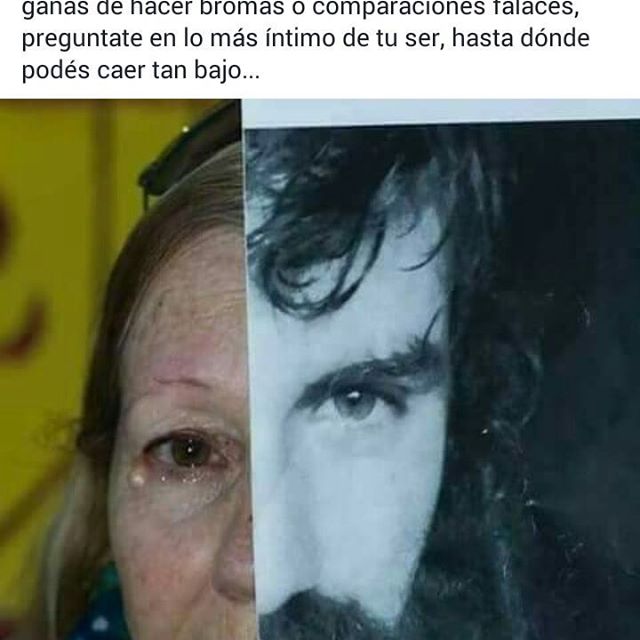 ganas de hacer bromas o comparaciones falaces,
preguntate en lo más íntimo de tu ser, hasta dónde
podés caer tan bajo...